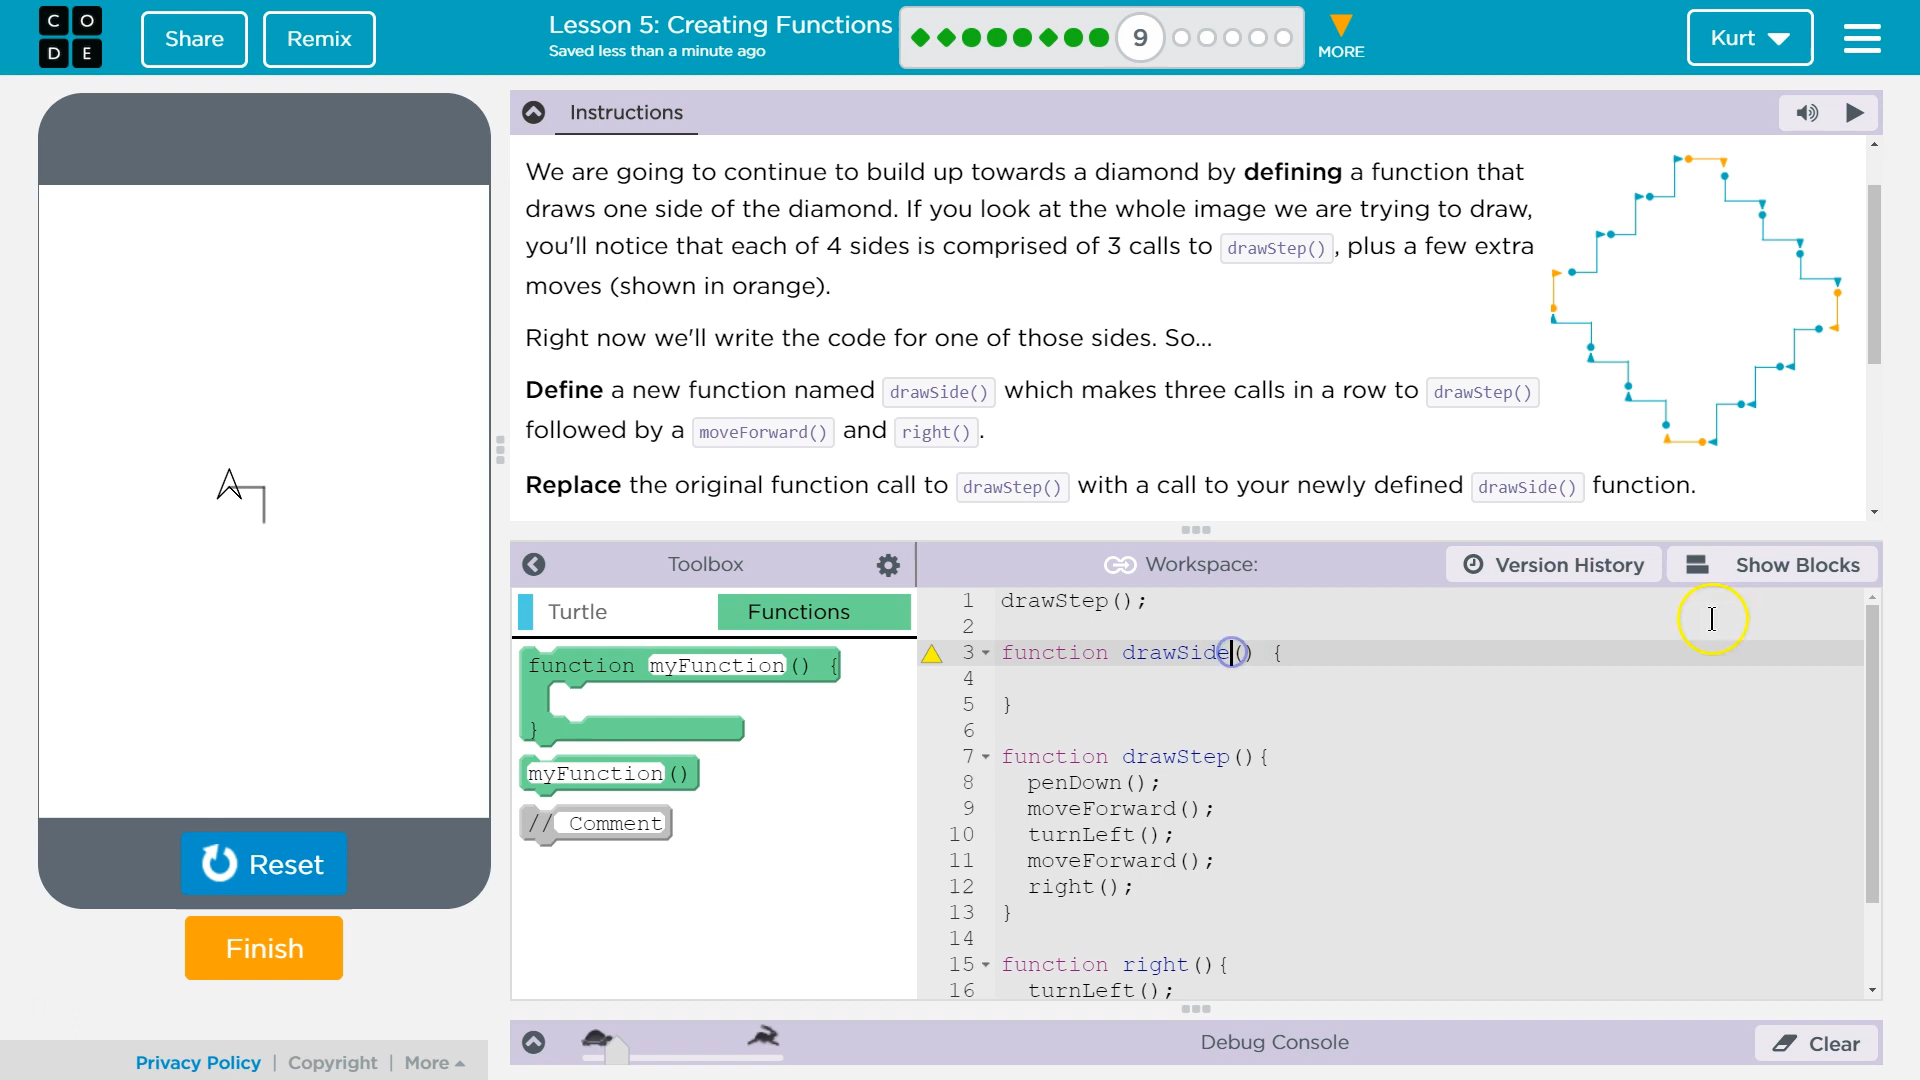 C O
D E
Share
Remix
Lesson 5: Creating Functions
Saved less than a minute ago
9
MORE
Kurt
Instructions
We are going to continue to build up towards a diamond by defining a function that
draws one side of the diamond. If you look at the whole image we are trying to draw,
you'll notice that each of 4 sides is comprised of 3 calls to drawStep(), plus a few extra
moves (shown in orange).
Right now we'll write the code for one of those sides. So...
Define a new function named drawSide() which makes three calls in a row to drawStep()
followed by a moveForward() and right().
Replace the original function call to drawStep() with a call to your newly defined drawSide() function.
Toolbox
Workspace:
Version History
Show Blocks
Turtle
Functions
function myFunction() {
}
myFunction()
// Comment
1 drawStep();
2
3 function drawSide() {
4
5 }
6
7 function drawStep(){
8 penDown();
9 moveForward();
10 turnLeft();
11 moveForward();
12 right();
13 }
14
15 function right(){
16 turnLeft();
Reset
Finish
Debug Console
Clear
Privacy Policy | Copyright | More